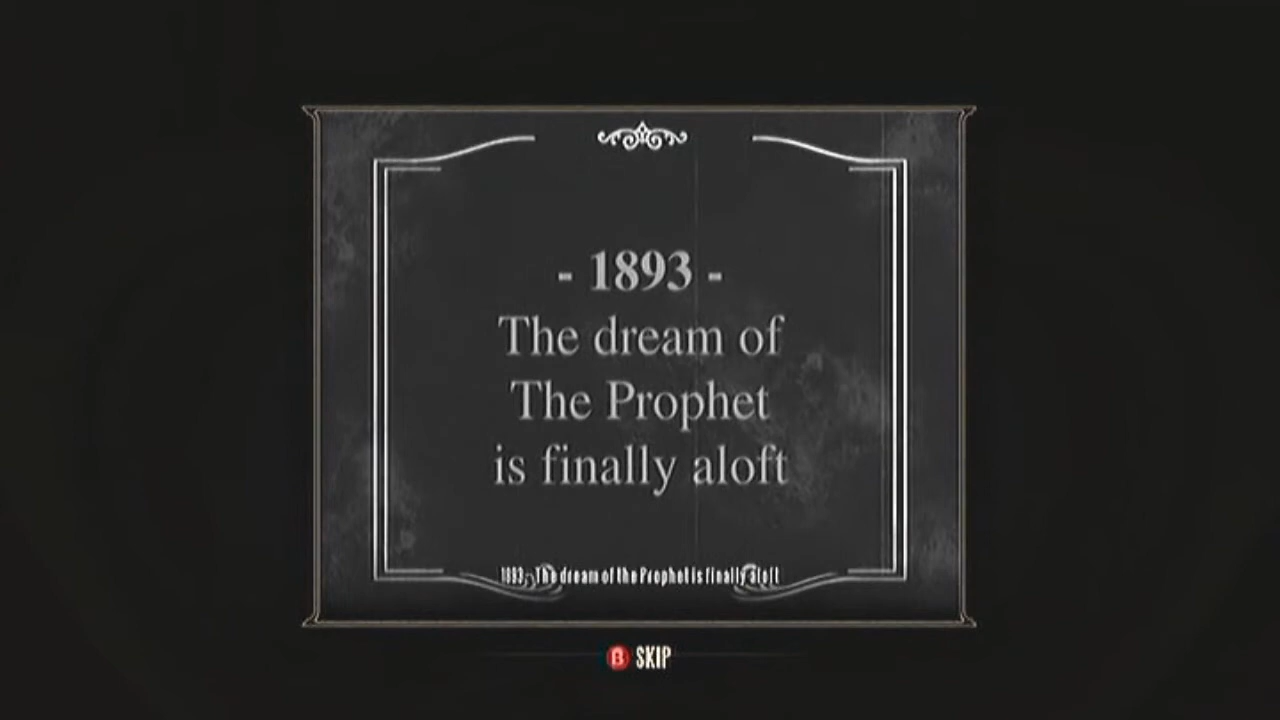 - 1893 -
The dream of
The Prophet
is finally aloft
1893 - The dream of the Prophet is finally aloft
B SKIP